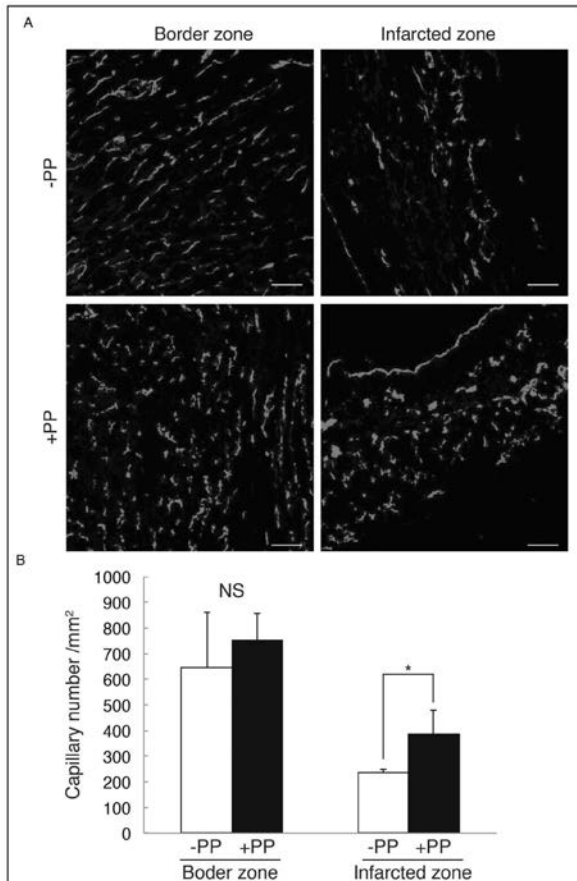 A
Border zone
Infarcted zone
-PP
+PP
B
Capillary number /mm²
1000
900
800
700
600
500
400
300
200
100
0
NS
*
-PP +PP
-PP +PP
Boder zone
Infarcted zone